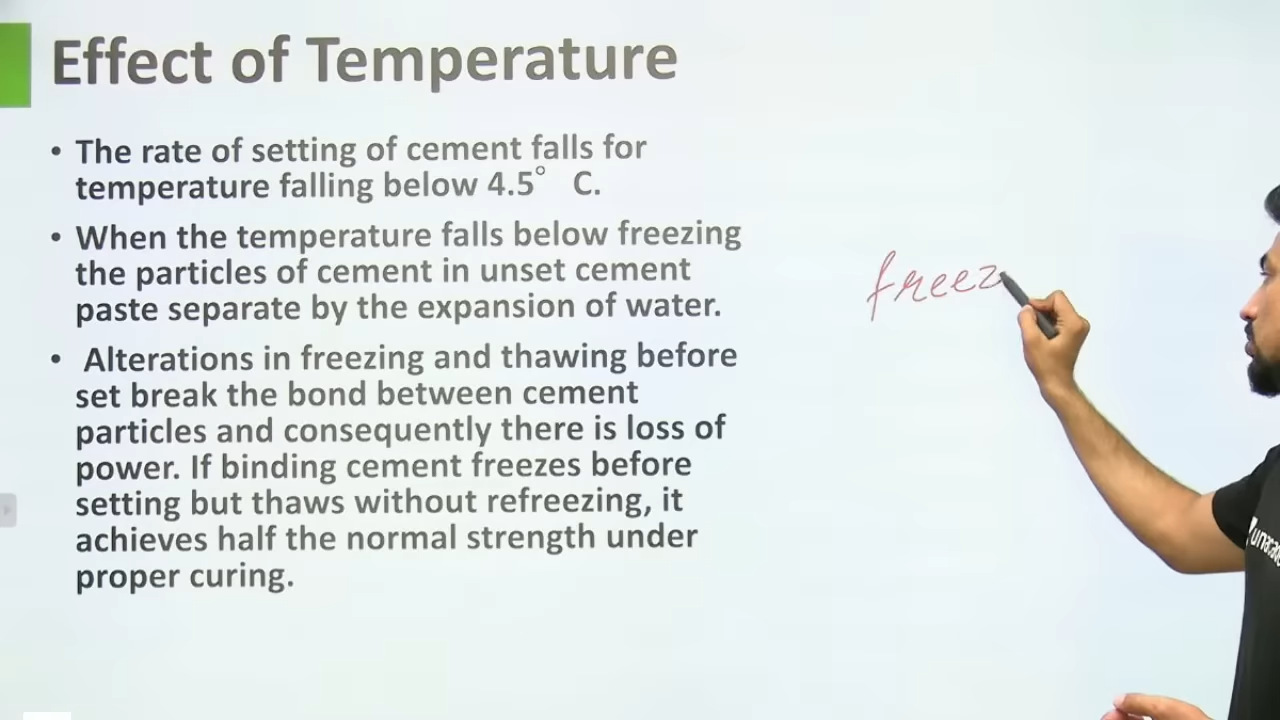 Effect of Temperature
• The rate of setting of cement falls for
temperature falling below 4.5° C.
• When the temperature falls below freezing
the particles of cement in unset cement
paste separate by the expansion of water.
• Alterations in freezing and thawing before
set break the bond between cement
particles and consequently there is loss of
power. If binding cement freezes before
setting but thaws without refreezing, it
achieves half the normal strength under
proper curing.
freez